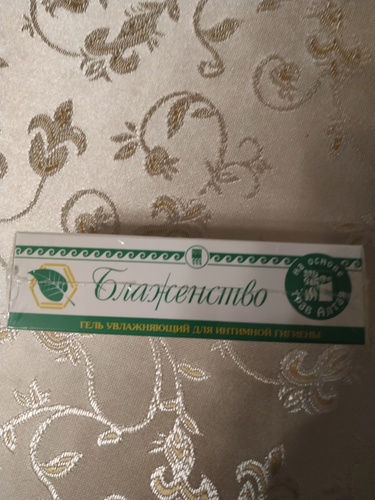 Блаженство
на основе
трав Алтая
ГЕЛЬ УВЛАЖНЯЮЩИЙ ДЛЯ ИНТИМНОЙ ГИГИЕНЫ